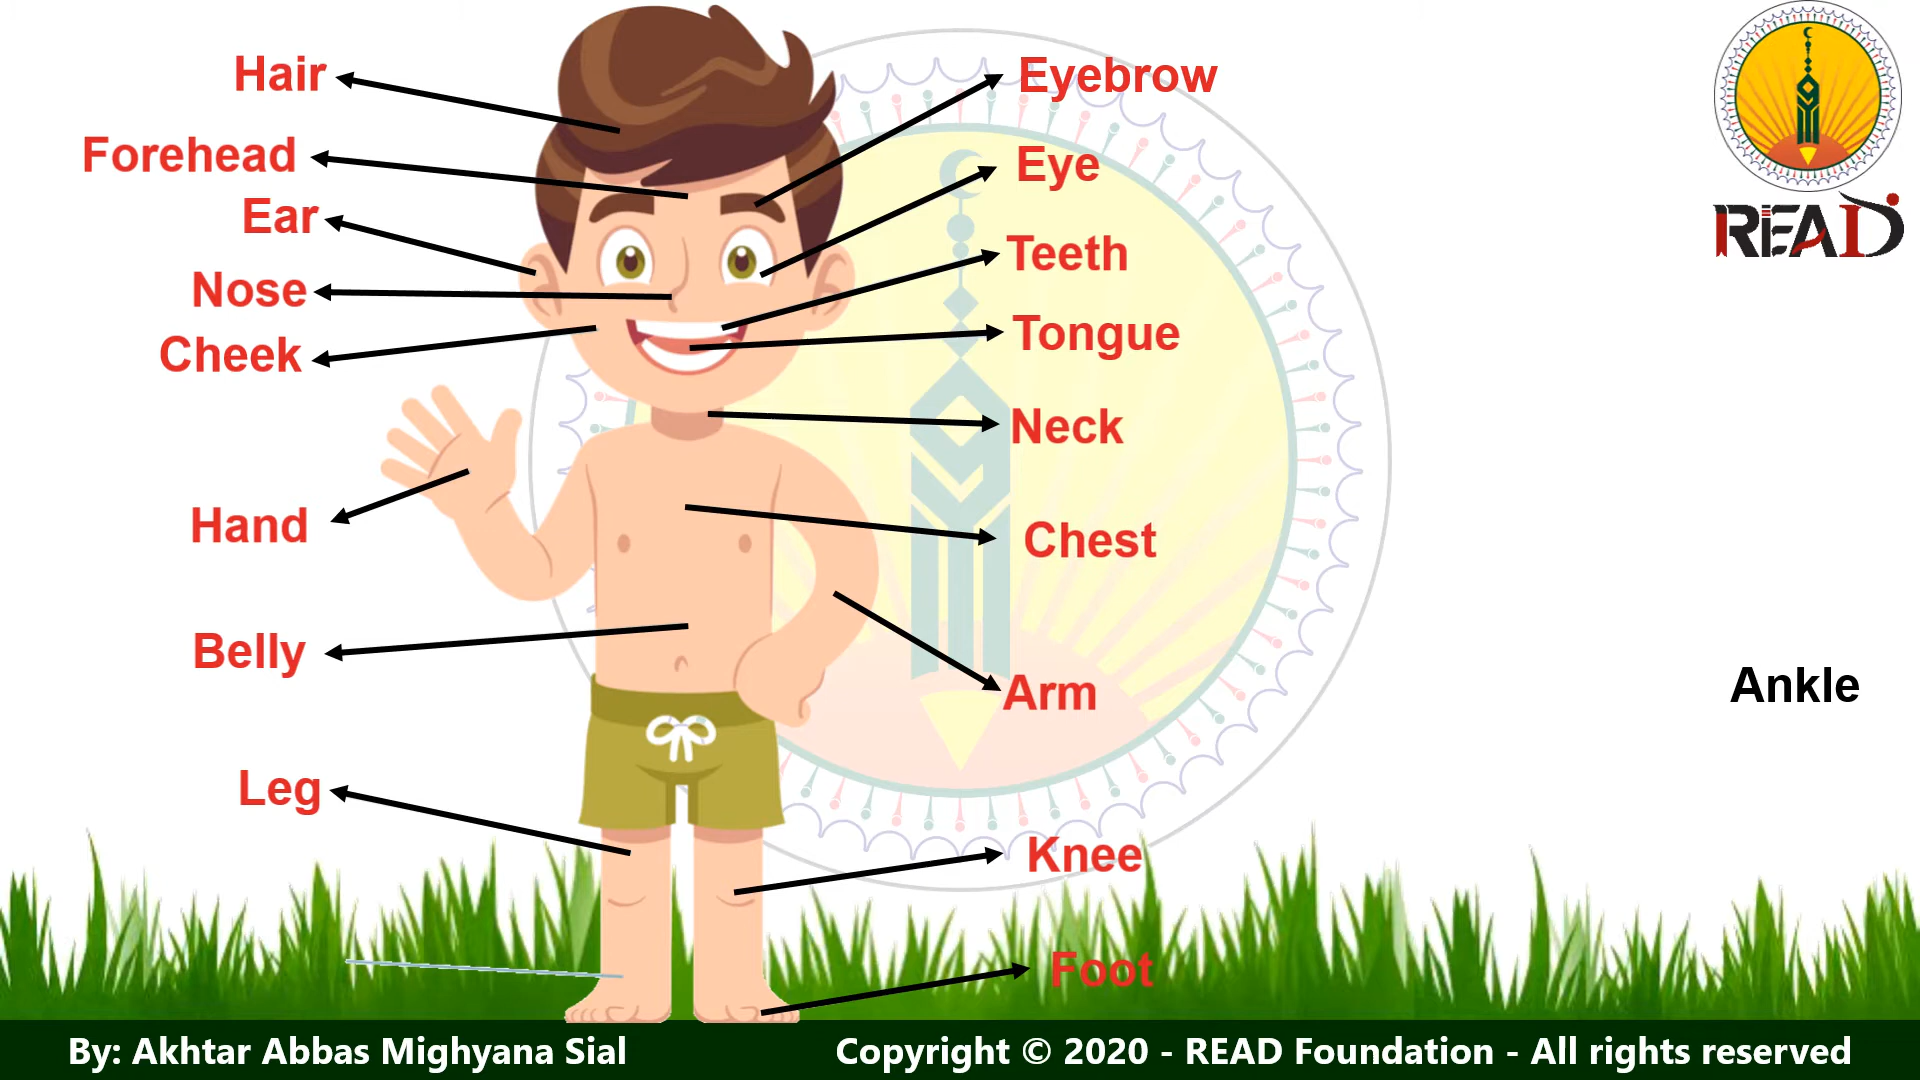 Hair
Forehead
Ear
Nose
Cheek
Hand
Belly
Leg
Eyebrow
Eye
Teeth
Tongue
Neck
Chest
Arm
Knee
Foot
READ
Ankle
By: Akhtar Abbas Mighyana Sial
Copyright © 2020 - READ Foundation - All rights reserved